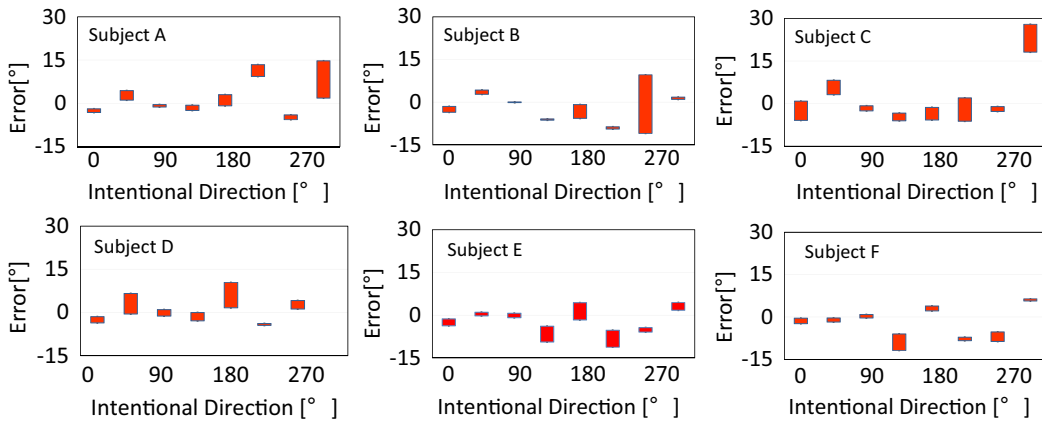 30
15
0
-15
Error[°]
Subject A
0 90 180 270
Intentional Direction [° ]
30
15
0
-15
Error[°]
Subject B
0 90 180 270
Intentional Direction [° ]
30
15
0
-15
Error[°]
Subject C
0 90 180 270
Intentional Direction [° ]
30
15
0
-15
Error[°]
Subject D
0 90 180 270
Intentional Direction [° ]
30
15
0
-15
Error[°]
Subject E
0 90 180 270
Intentional Direction [° ]
30
15
0
-15
Error[°]
Subject F
0 90 180 270
Intentional Direction [° ]